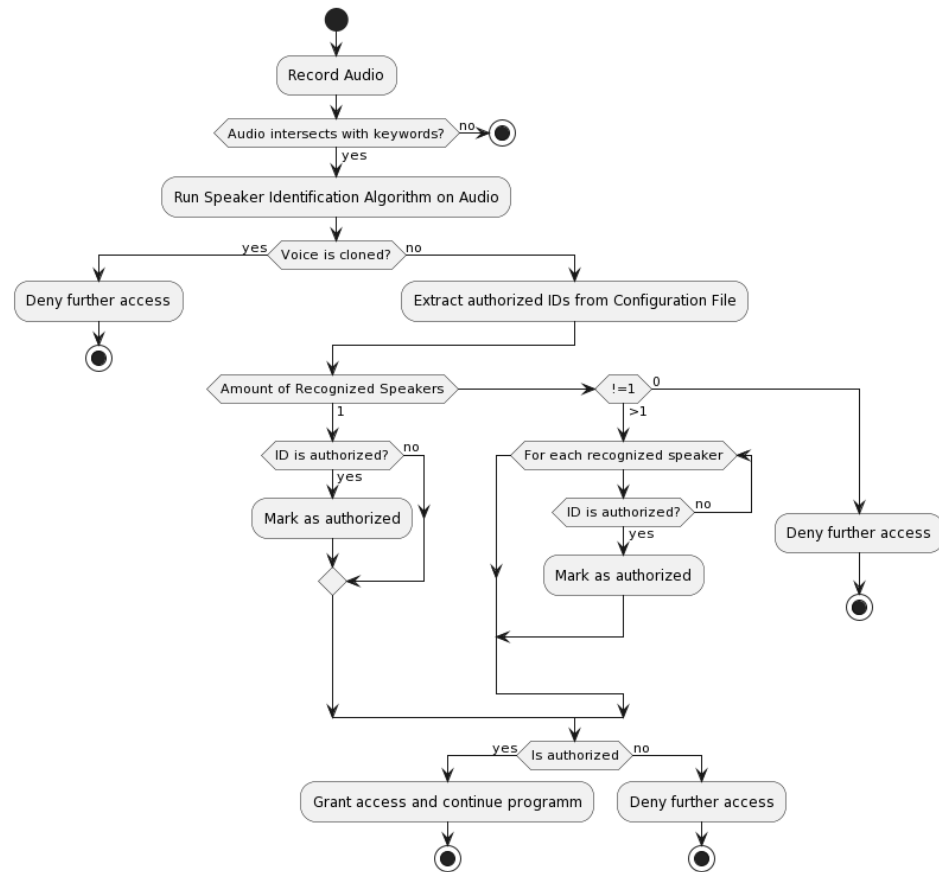 Record Audio
Audio intersects with keywords?
no
yes
Run Speaker Identification Algorithm on Audio
yes
Voice is cloned?
no
Deny further access
Extract authorized IDs from Configuration File
Amount of Recognized Speakers
1
!=1
0
>1
ID is authorized?
no
yes
Mark as authorized
For each recognized speaker
ID is authorized?
no
yes
Mark as authorized
Deny further access
yes
Is authorized
no
Grant access and continue programm
Deny further access